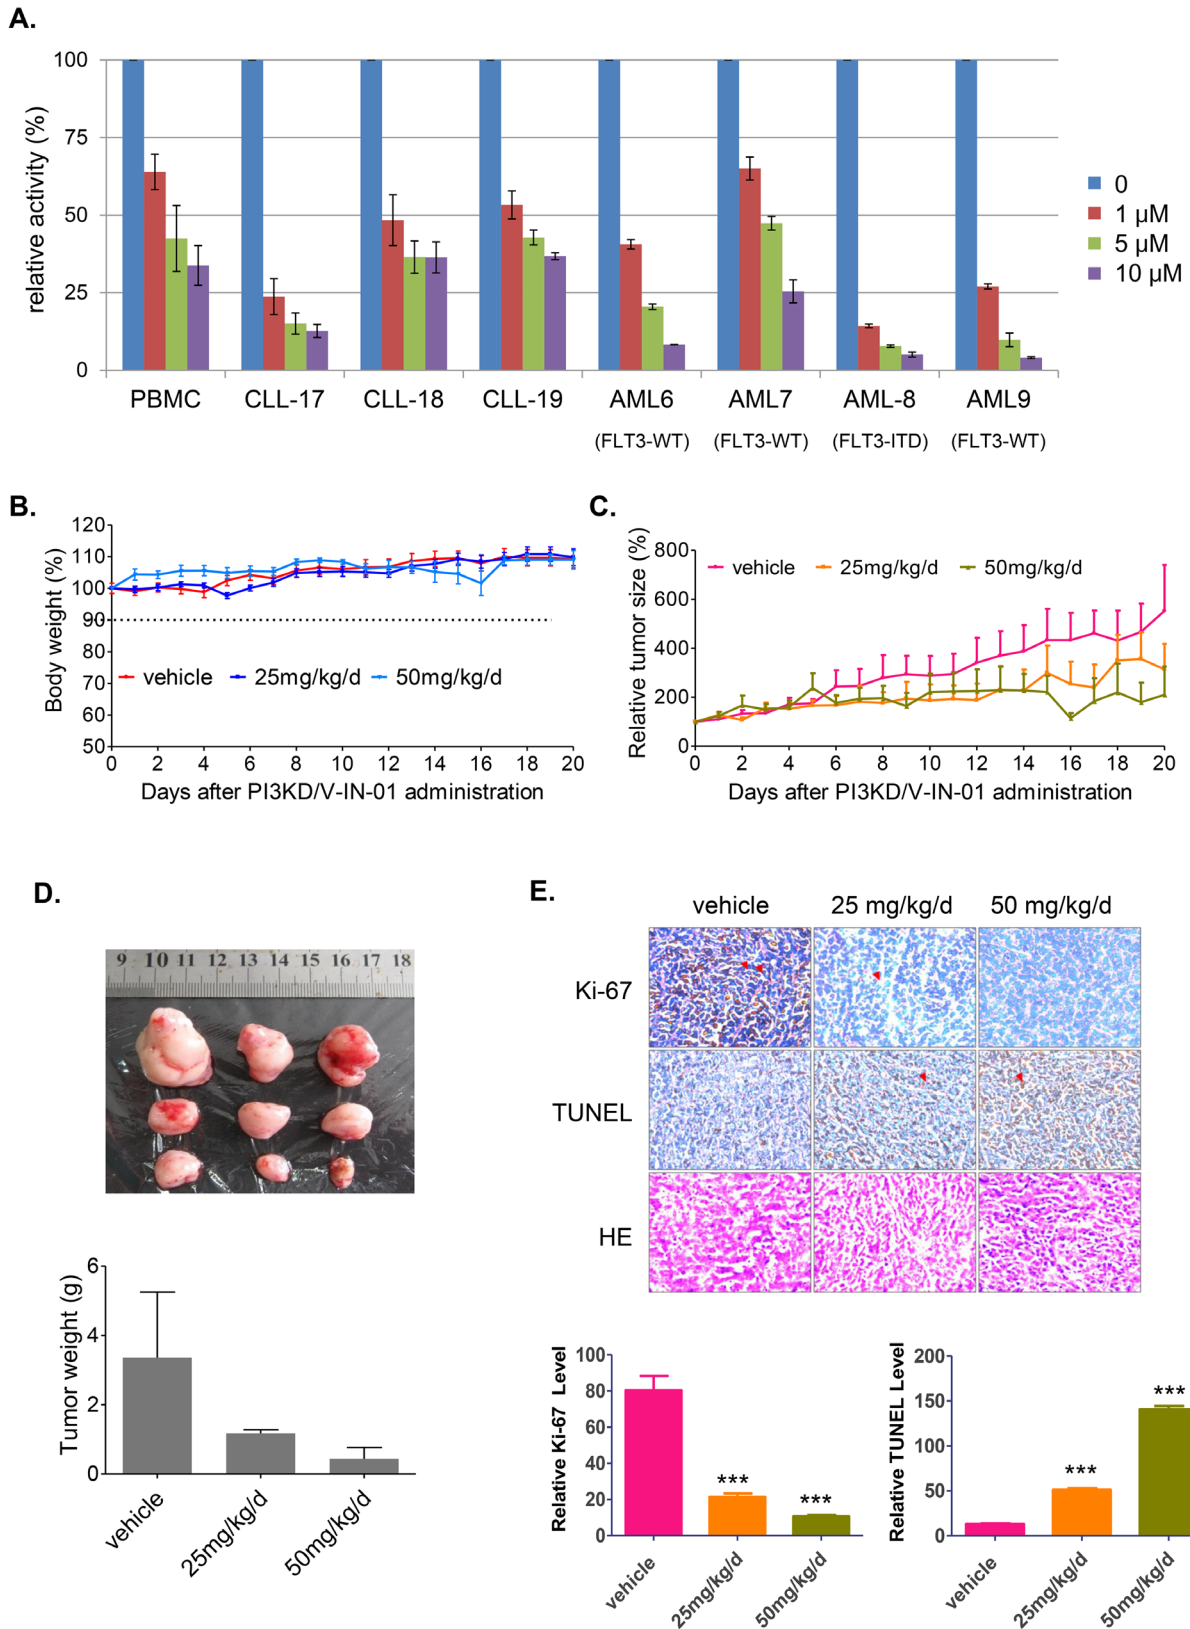 A.
relative activity (%)
100
75
50
25
0
PBMC CLL-17 CLL-18 CLL-19 AML6 AML7 AML-8 AML9
(FLT3-WT) (FLT3-WT) (FLT3-ITD) (FLT3-WT)
0
1 µM
5 µM
10 µM
B.
Body weight (%)
120
110
100
90
80
70
60
50
vehicle 25mg/kg/d 50mg/kg/d
0 2 4 6 8 10 12 14 16 18 20
Days after PI3KD/V-IN-01 administration
C.
Relative tumor size (%)
800
600
400
200
0
vehicle 25mg/kg/d 50mg/kg/d
0 2 4 6 8 10 12 14 16 18 20
Days after PI3KD/V-IN-01 administration
D.
9 10 11 12 13 14 15 16 17 18
Tumor weight (g)
6
4
2
0
vehicle
25mg/kg/d
50mg/kg/d
E.
vehicle 25 mg/kg/d 50 mg/kg/d
Ki-67
TUNEL
HE
Relative Ki-67 Level
100
80
60
40
20
0
***
***
vehicle
25mg/kg/d
50mg/kg/d
Relative TUNEL Level
200
150
100
50
0
***
***
vehicle
25mg/kg/d
50mg/kg/d